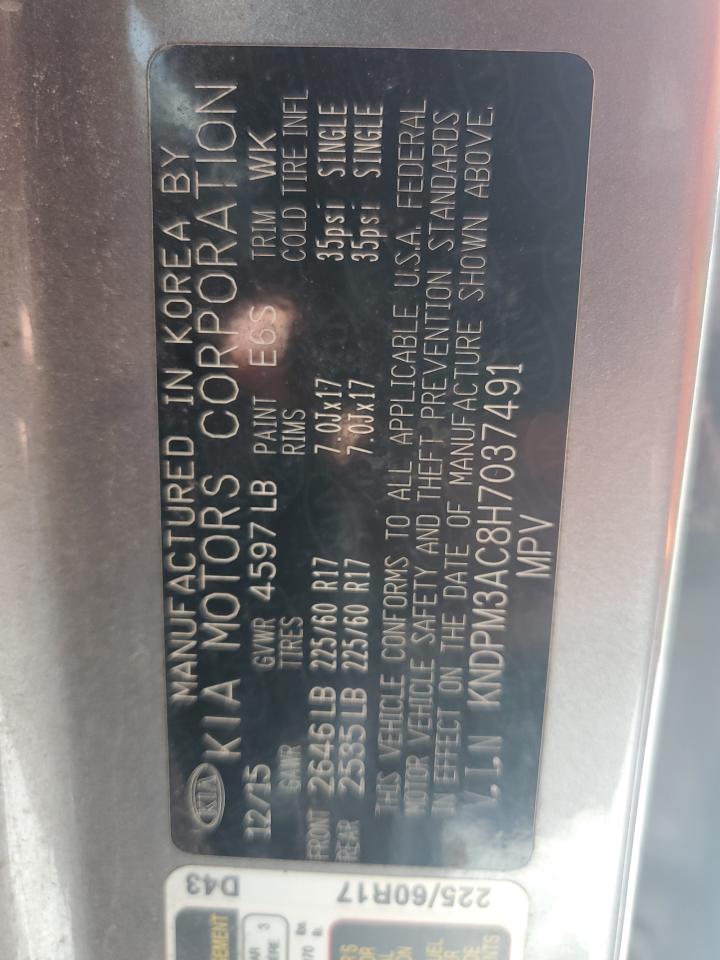 MANUFACTURED IN KOREA BY
KIA KIA MOTORS CORPORATION
12/15 GVWR 4597 LB PAINT E6S TRIM WK
GAWR TIRES RIMS COLD TIRE INFL
FRONT 2646 LB 225/60 R17 7.0Jx17 35psi SINGLE
REAR 2535 LB 225/60 R17 7.0Jx17 35psi SINGLE
THIS VEHICLE CONFORMS TO ALL APPLICABLE U.S.A. FEDERAL
MOTOR VEHICLE SAFETY AND THEFT PREVENTION STANDARDS
IN EFFECT ON THE DATE OF MANUFACTURE SHOWN ABOVE.
V.I.N KNDPM3AC8H7037491
MPV
D43
225/60R17